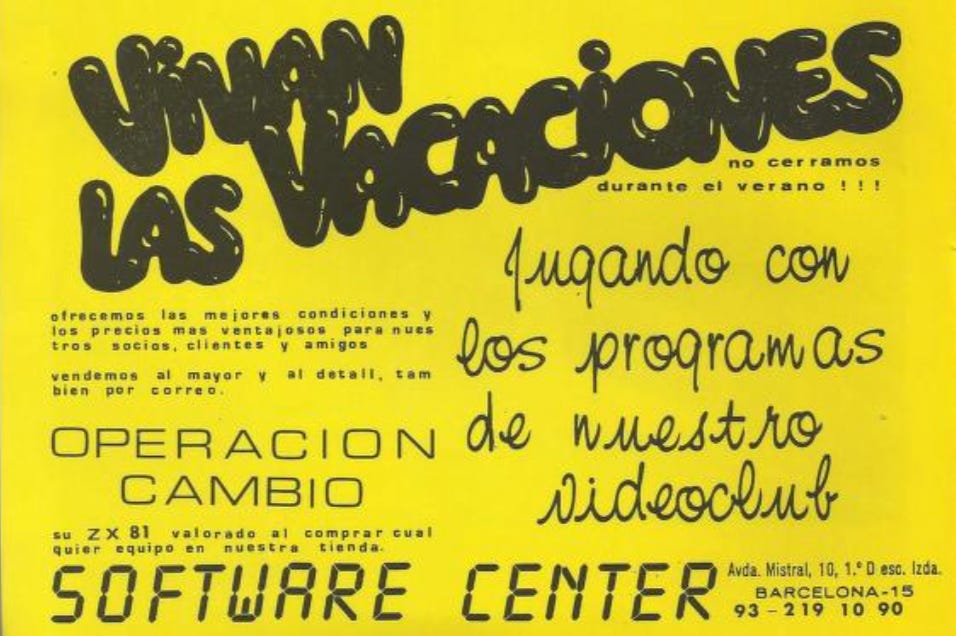 VIVAN
LAS VACACIONES
no cerramos
durante el verano ! ! !
Jugando con
los programas
de nuestro
videoclub
ofrecemos las mejores condiciones y
los precios mas ventajosos para nues
tros socios, clientes y amigos
vendemos al mayor y al detall, tam
bien por correo.
OPERACION
CAMBIO
su ZX 81 valorado al comprar cual
quier equipo en nuestra tienda.
SOFTWARE CENTER
Avda. Mistral, 10, 1.º D esc. Izda.
BARCELONA-15
93 - 219 10 90